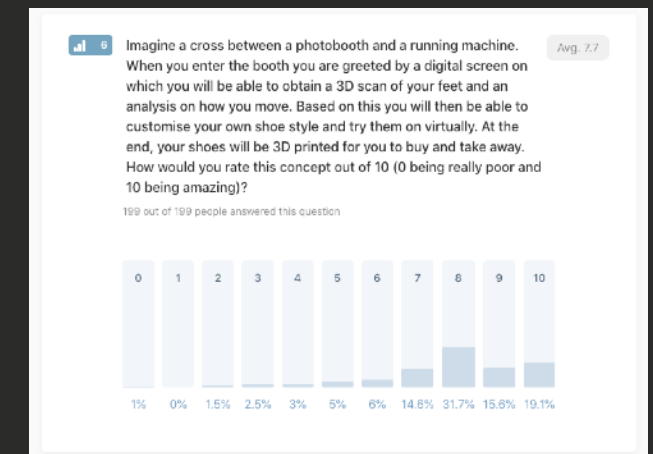 6
Imagine a cross between a photobooth and a running machine.
Avg. 7.7
When you enter the booth you are greeted by a digital screen on
which you will be able to obtain a 3D scan of your feet and an
analysis on how you move. Based on this you will then be able to
customise your own shoe style and try them on virtually. At the
end, your shoes will be 3D printed for you to buy and take away.
How would you rate this concept out of 10 (0 being really poor and
10 being amazing)?
199 out of 199 people answered this question
0 1 2 3 4 5 6 7 8 9 10
1% 0% 1.5% 2.5% 3% 5% 6% 14.6% 31.7% 15.6% 19.1%